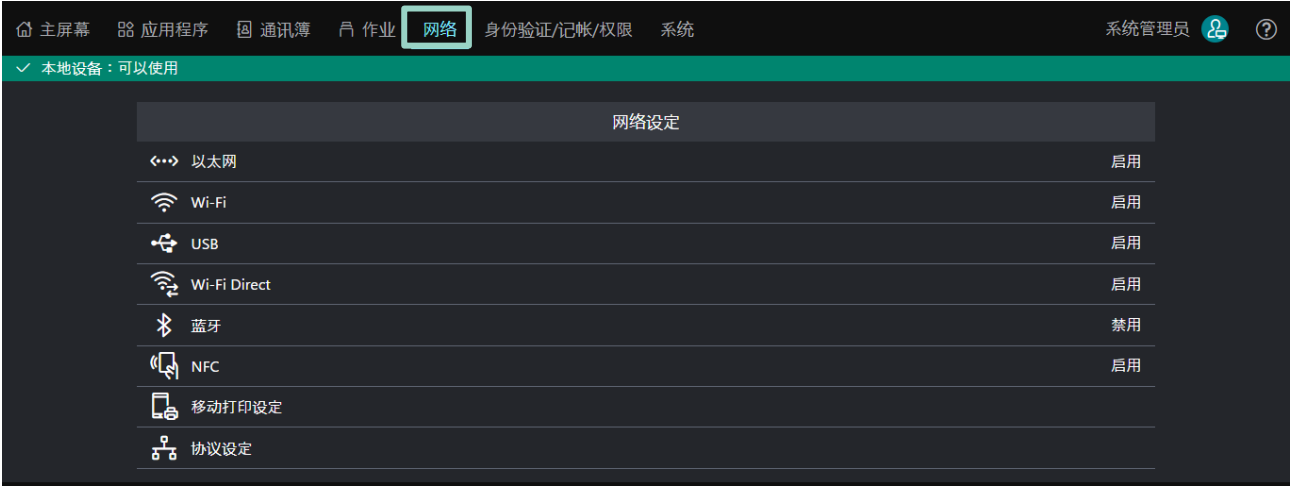 主屏幕 应用程序 通讯簿 作业 网络 身份验证/记帐/权限 系统 系统管理员
本地设备：可以使用
网络设定
以太网 启用
Wi-Fi 启用
USB 启用
Wi-Fi Direct 启用
蓝牙 禁用
NFC 启用
移动打印设定
协议设定